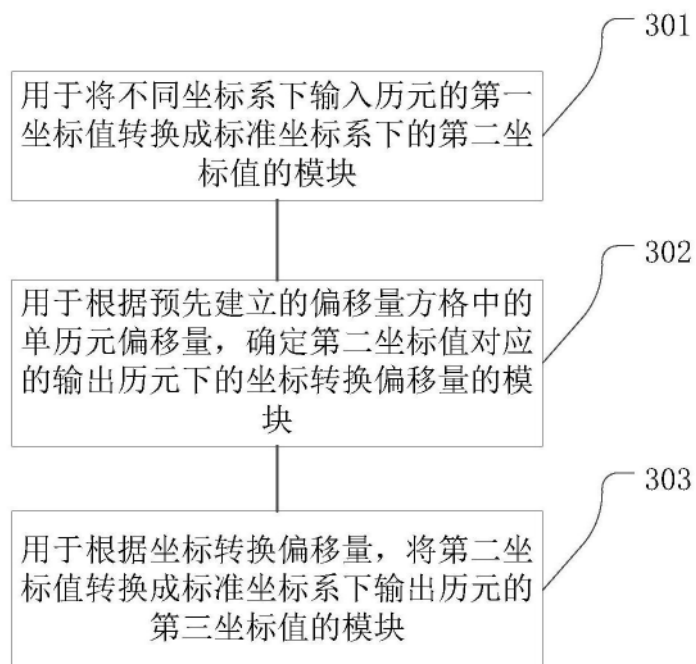 301
用于将不同坐标系下输入历元的第一
坐标值转换成标准坐标系下的第二坐
标值的模块
302
用于根据预先建立的偏移量方格中的
单历元偏移量，确定第二坐标值对应
的输出历元下的坐标转换偏移量的模
块
303
用于根据坐标转换偏移量，将第二坐
标值转换成标准坐标系下输出历元的
第三坐标值的模块